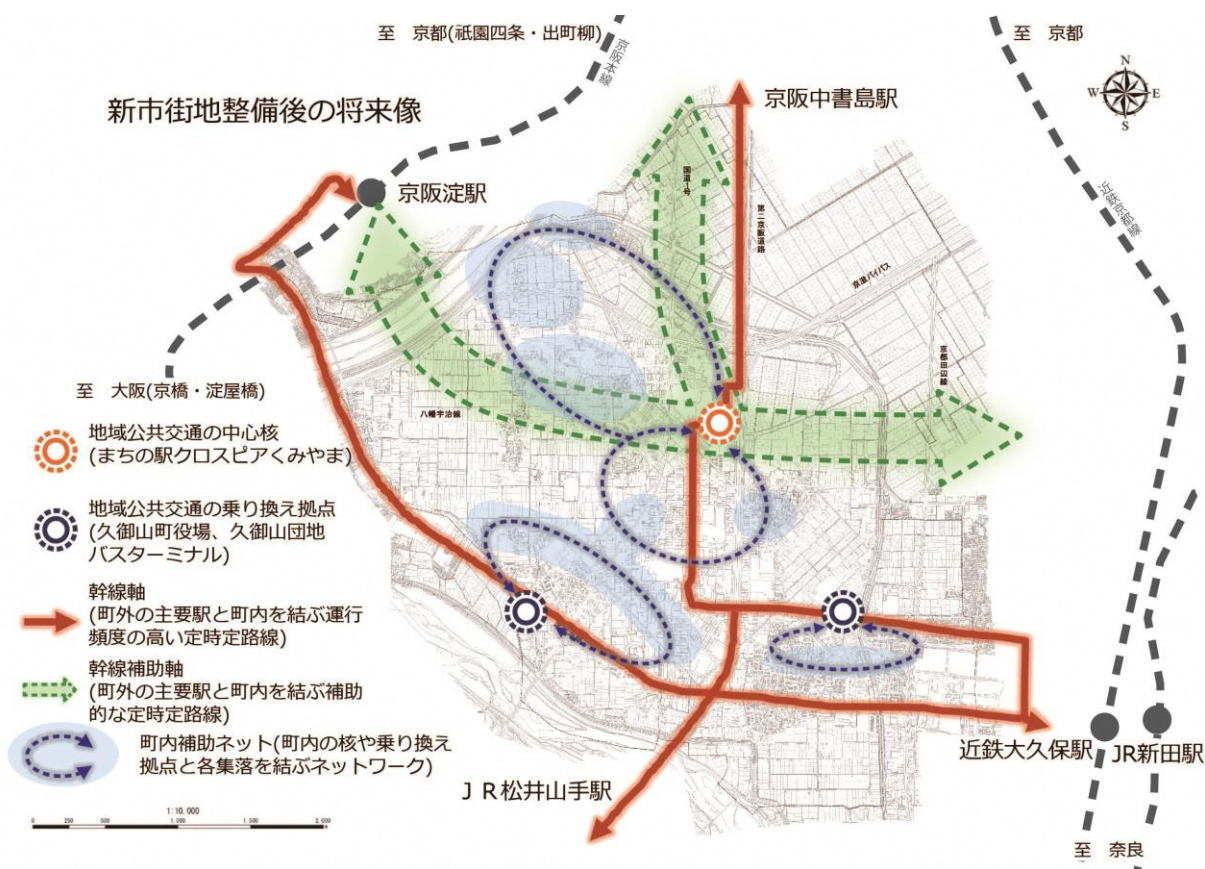 至 京都(祇園四条・出町柳)
京阪本線
至 京都
N
W
E
S
新市街地整備後の将来像
京阪中書島駅
京阪淀駅
国道1号
第二京阪道路
近鉄京都線
京滋バイパス
京都田辺線
至 大阪(京橋・淀屋橋)
八幡宇治線
地域公共交通の中心核
(まちの駅クロスピアくみやま)
地域公共交通の乗り換え拠点
(久御山町役場、久御山団地
バスターミナル)
幹線軸
(町外の主要駅と町内を結ぶ運行
頻度の高い定時定路線)
幹線補助軸
(町外の主要駅と町内を結ぶ補助
的な定時定路線)
町内補助ネット(町内の核や乗り換え
拠点と各集落を結ぶネットワーク)
近鉄大久保駅
JR新田駅
ＪＲ松井山手駅
1:10,000
0 250 500 1,000 1,500 2,000
至 奈良